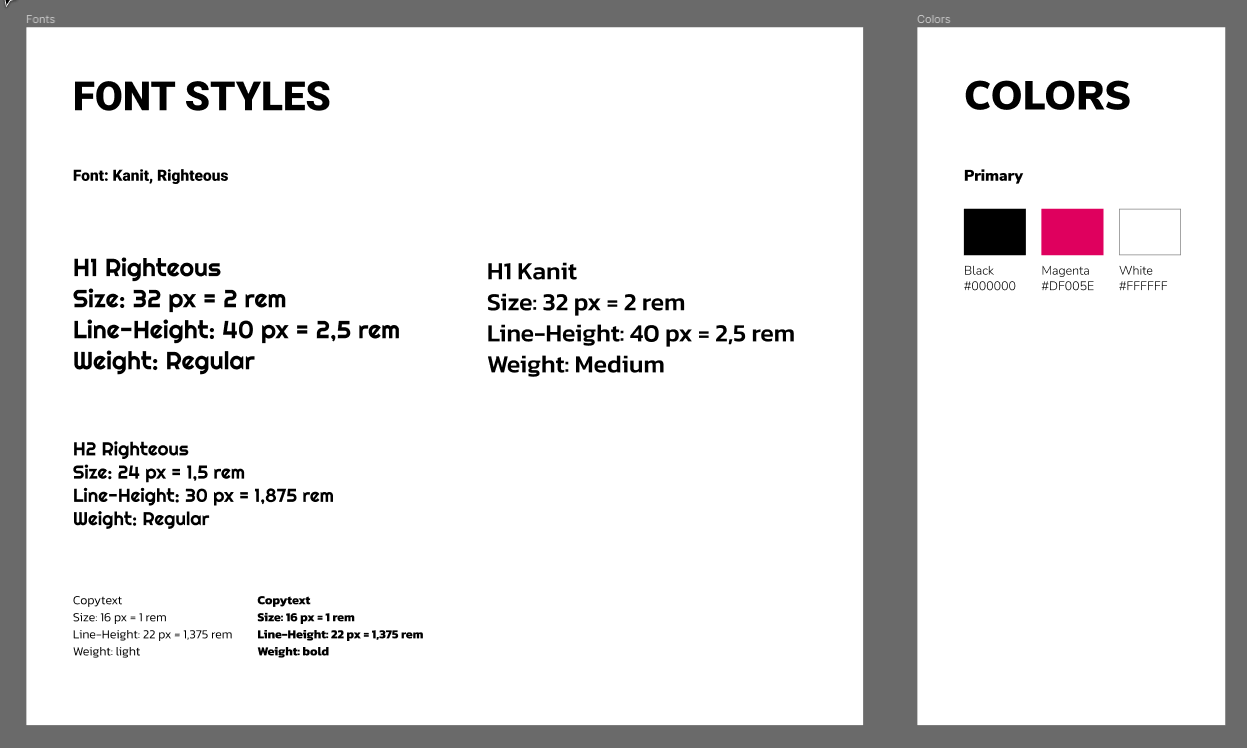 Fonts
FONT STYLES
Font: Kanit, Righteous
H1 Righteous
Size: 32 px = 2 rem
Line-Height: 40 px = 2,5 rem
Weight: Regular
H1 Kanit
Size: 32 px = 2 rem
Line-Height: 40 px = 2,5 rem
Weight: Medium
H2 Righteous
Size: 24 px = 1,5 rem
Line-Height: 30 px = 1,875 rem
Weight: Regular
Copytext
Size: 16 px = 1 rem
Line-Height: 22 px = 1,375 rem
Weight: light
Copytext
Size: 16 px = 1 rem
Line-Height: 22 px = 1,375 rem
Weight: bold
Colors
COLORS
Primary
Black
#000000
Magenta
#DF005E
White
#FFFFFF